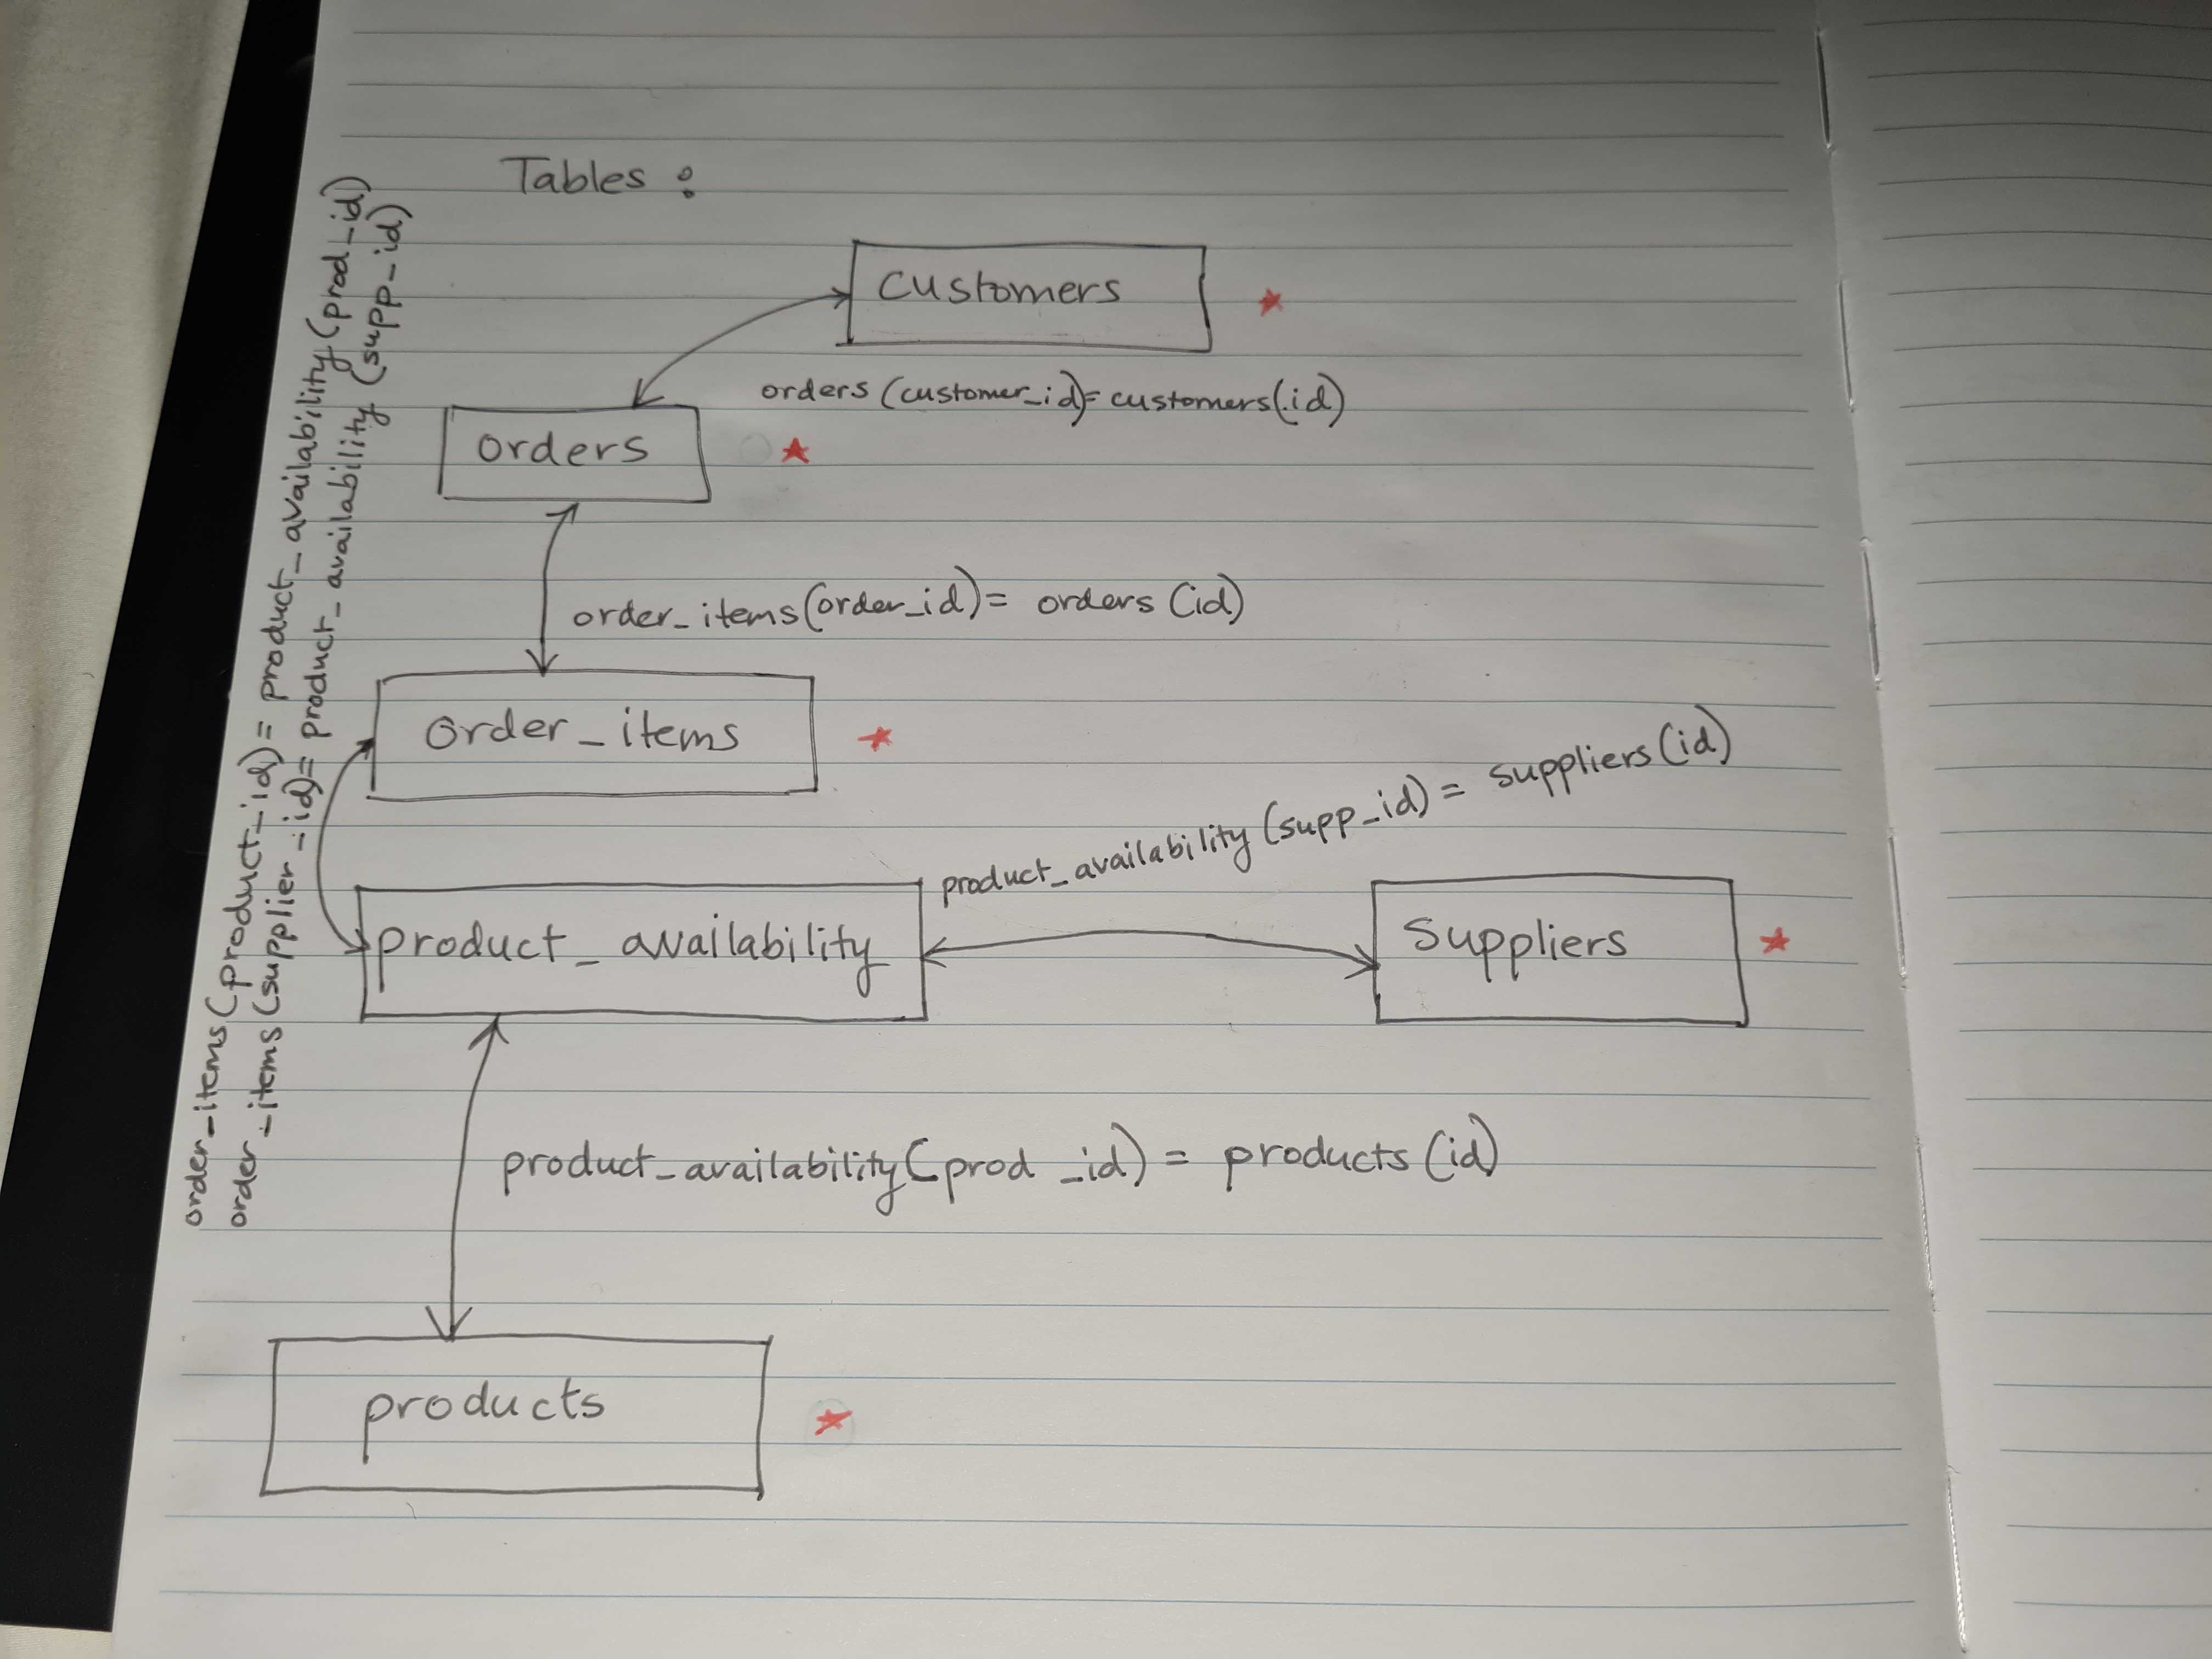 Tables :
customers
orders (customer_id)= customers(id)
orders
order_items(order_id)= orders (id)
order_items
product_availability (supp_id) = suppliers (id)
product_availability
suppliers
product_availability(prod_id) = products (id)
products
order_items (product_id) = product_availability (prod_id)
order_items (supplier_id)= product_availability (supp_id)